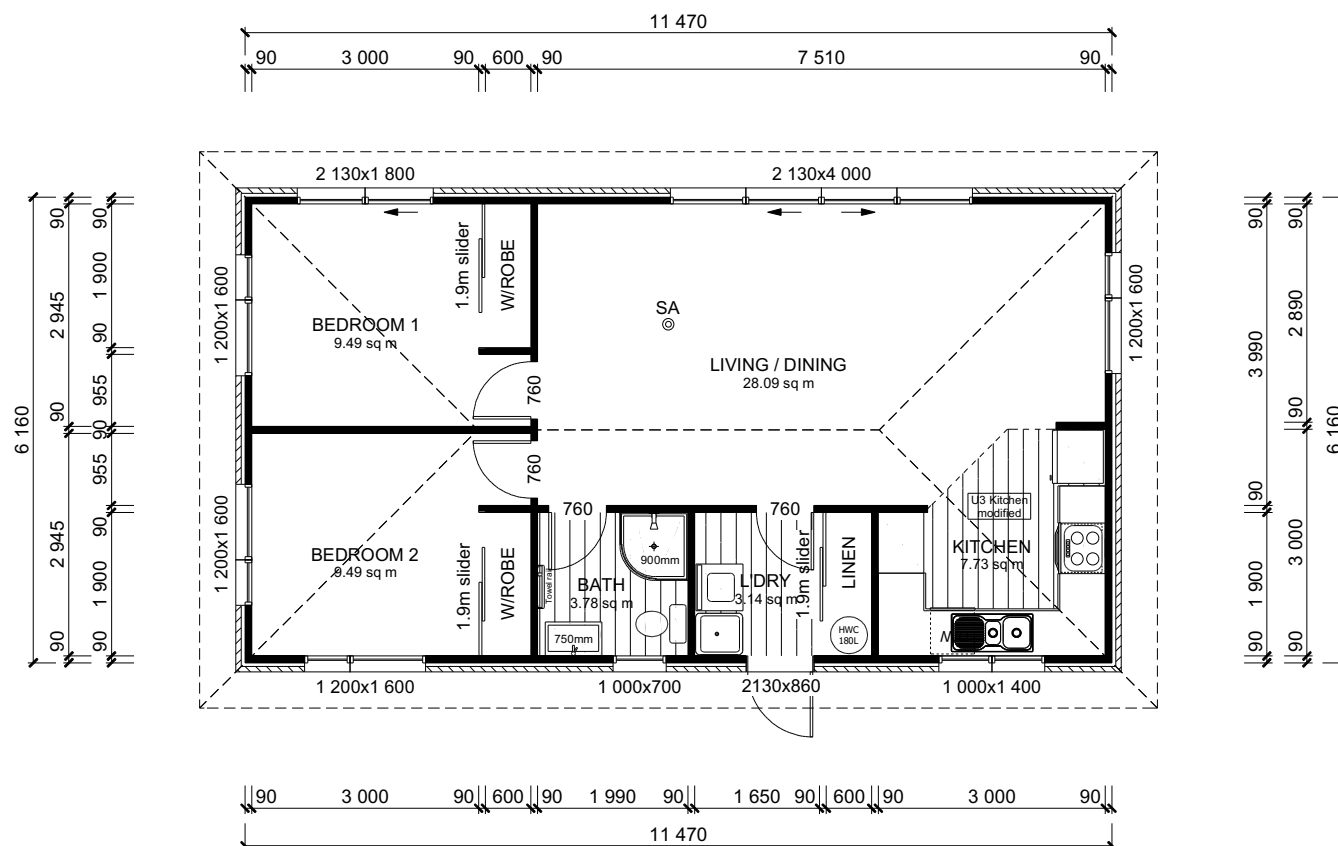 11 470
90 3 000 90 600 90 7 510 90
2 130x1 800
2 130x4 000
6 160
90 2 945 90 2 945 90
90 1 900 90 955 90 955 90 1 900 90
1 200x1 600
1.9m slider
W/ROBE
BEDROOM 1
9.49 sq m
760
SA
LIVING / DINING
28.09 sq m
1 200x1 600
90 3 990 90 1 900 90
90 2 890 90 3 000 90
6 160
760
1 200x1 600
BEDROOM 2
9.49 sq m
1.9m slider
W/ROBE
760
Towel rail
900mm
BATH
3.78 sq m
750mm
760
L'DRY
3.14 sq m
1.9m slider
LINEN
HWC
180L
U3 Kitchen
modified
KITCHEN
7.73 sq m
1 200x1 600
1 000x700
2130x860
1 000x1 400
90 3 000 90 600 90 1 990 90 1 650 90 600 90 3 000 90
11 470